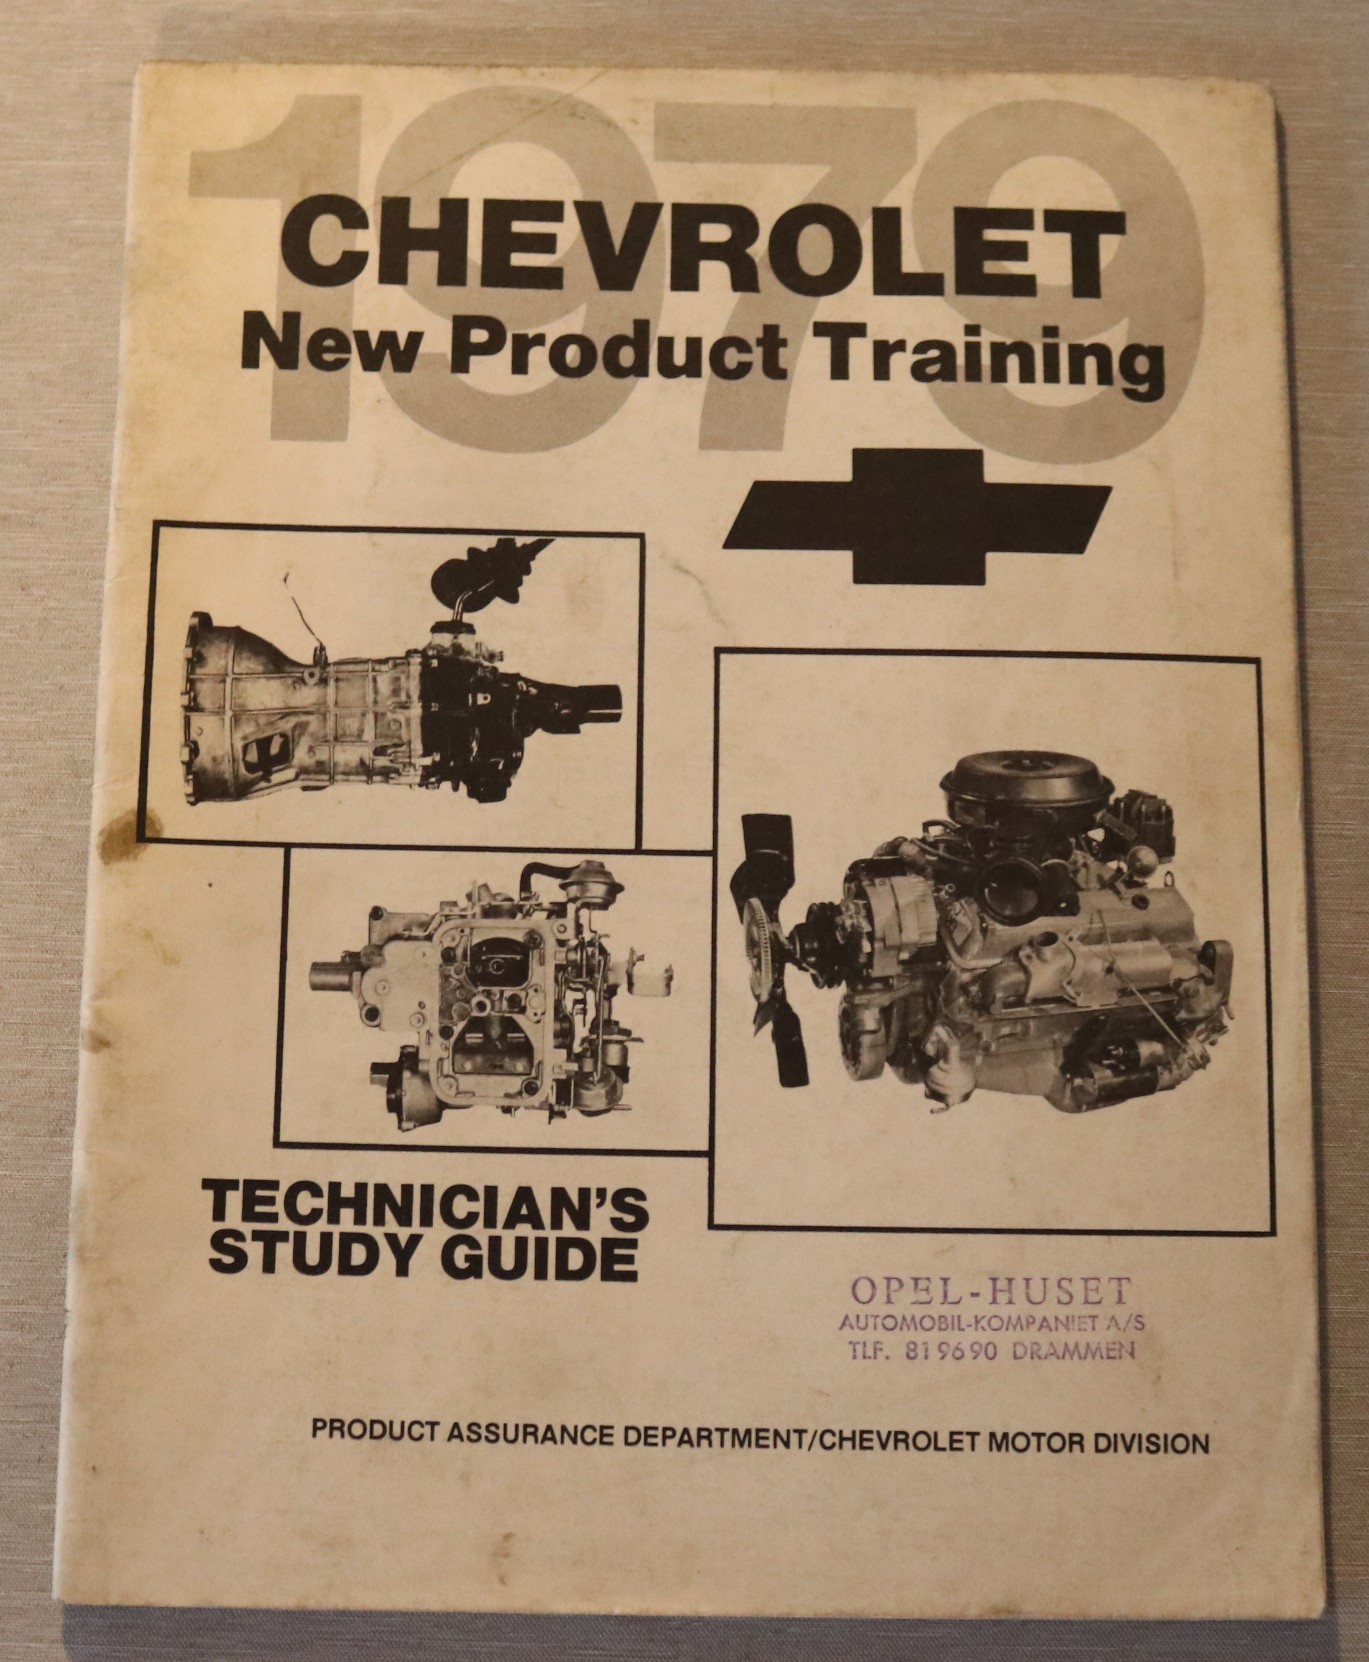 1979
CHEVROLET
New Product Training
TECHNICIAN'S
STUDY GUIDE
OPEL-HUSET
AUTOMOBIL-KOMPANIET A/S
TLF. 819690 DRAMMEN
PRODUCT ASSURANCE DEPARTMENT/CHEVROLET MOTOR DIVISION